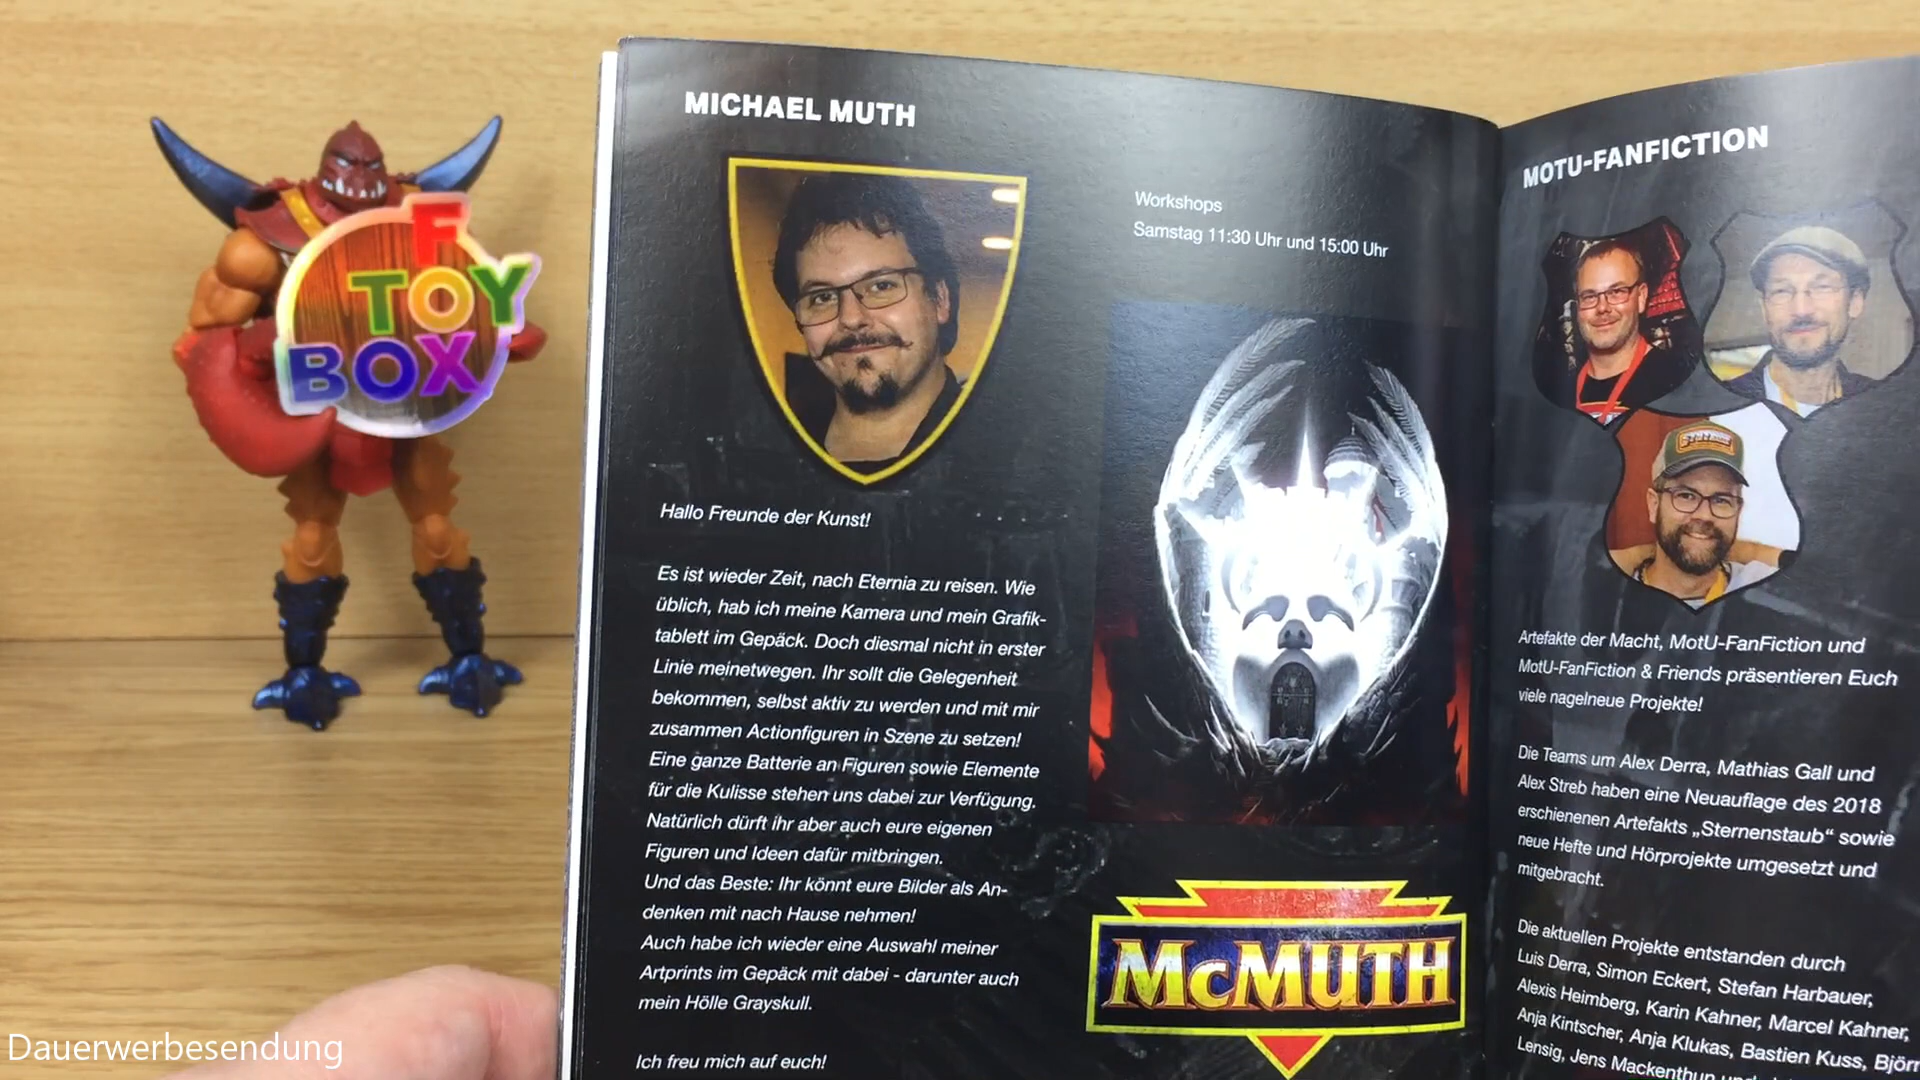 F
TOY
BOX
MICHAEL MUTH
Workshops
Samstag 11:30 Uhr und 15:00 Uhr
Hallo Freunde der Kunst!
Es ist wieder Zeit, nach Eternia zu reisen. Wie
üblich, hab ich meine Kamera und mein Grafik-
tablett im Gepäck. Doch diesmal nicht in erster
Linie meinetwegen. Ihr sollt die Gelegenheit
bekommen, selbst aktiv zu werden und mit mir
zusammen Actionfiguren in Szene zu setzen!
Eine ganze Batterie an Figuren sowie Elemente
für die Kulisse stehen uns dabei zur Verfügung.
Natürlich dürft ihr aber auch eure eigenen
Figuren und Ideen dafür mitbringen.
Und das Beste: Ihr könnt eure Bilder als An-
denken mit nach Hause nehmen!
Auch habe ich wieder eine Auswahl meiner
Artprints im Gepäck mit dabei - darunter auch
mein Hölle Grayskull.
Ich freu mich auf euch!
McMUTH
MOTU-FANFICTION
Artefakte der Macht, MotU-FanFiction und
MotU-FanFiction & Friends präsentieren Euch
viele nagelneue Projekte!
Die Teams um Alex Derra, Mathias Gall und
Alex Streb haben eine Neuauflage des 2018
erschienenen Artefakts „Sternenstaub“ sowie
neue Hefte und Hörprojekte umgesetzt und
mitgebracht.
Die aktuellen Projekte entstanden durch
Luis Derra, Simon Eckert, Stefan Harbauer,
Alexis Heimberg, Karin Kahner, Marcel Kahner,
Anja Kintscher, Anja Klukas, Bastien Kuss, Björn
Lensig, Jens Mackenthun und
Dauerwerbesendung